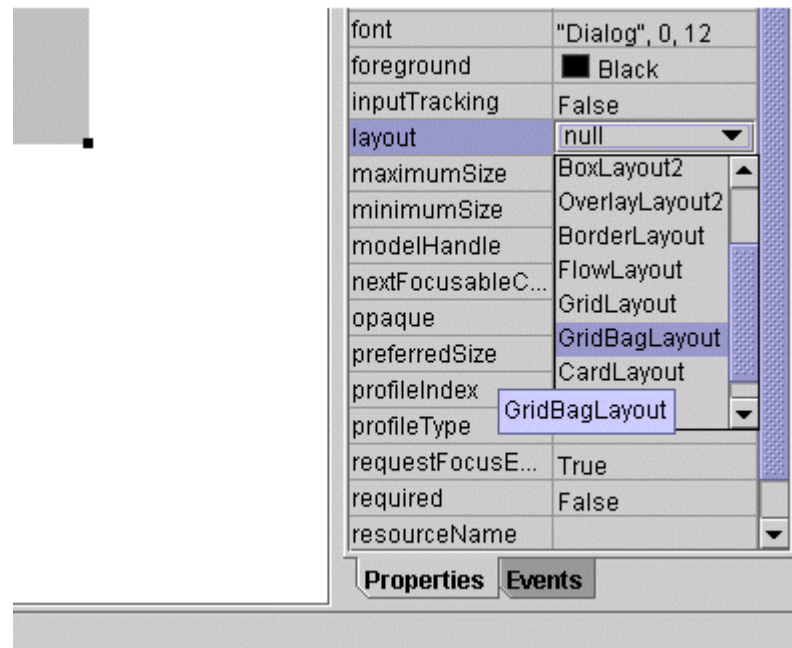 font "Dialog", 0, 12
foreground Black
inputTracking False
layout null
maximumSize BoxLayout2
minimumSize OverlayLayout2
modelHandle BorderLayout
nextFocusableC... FlowLayout
opaque GridLayout
preferredSize GridBagLayout
profileIndex CardLayout
profileType GridBagLayout
requestFocusE... True
required False
resourceName
Properties Events